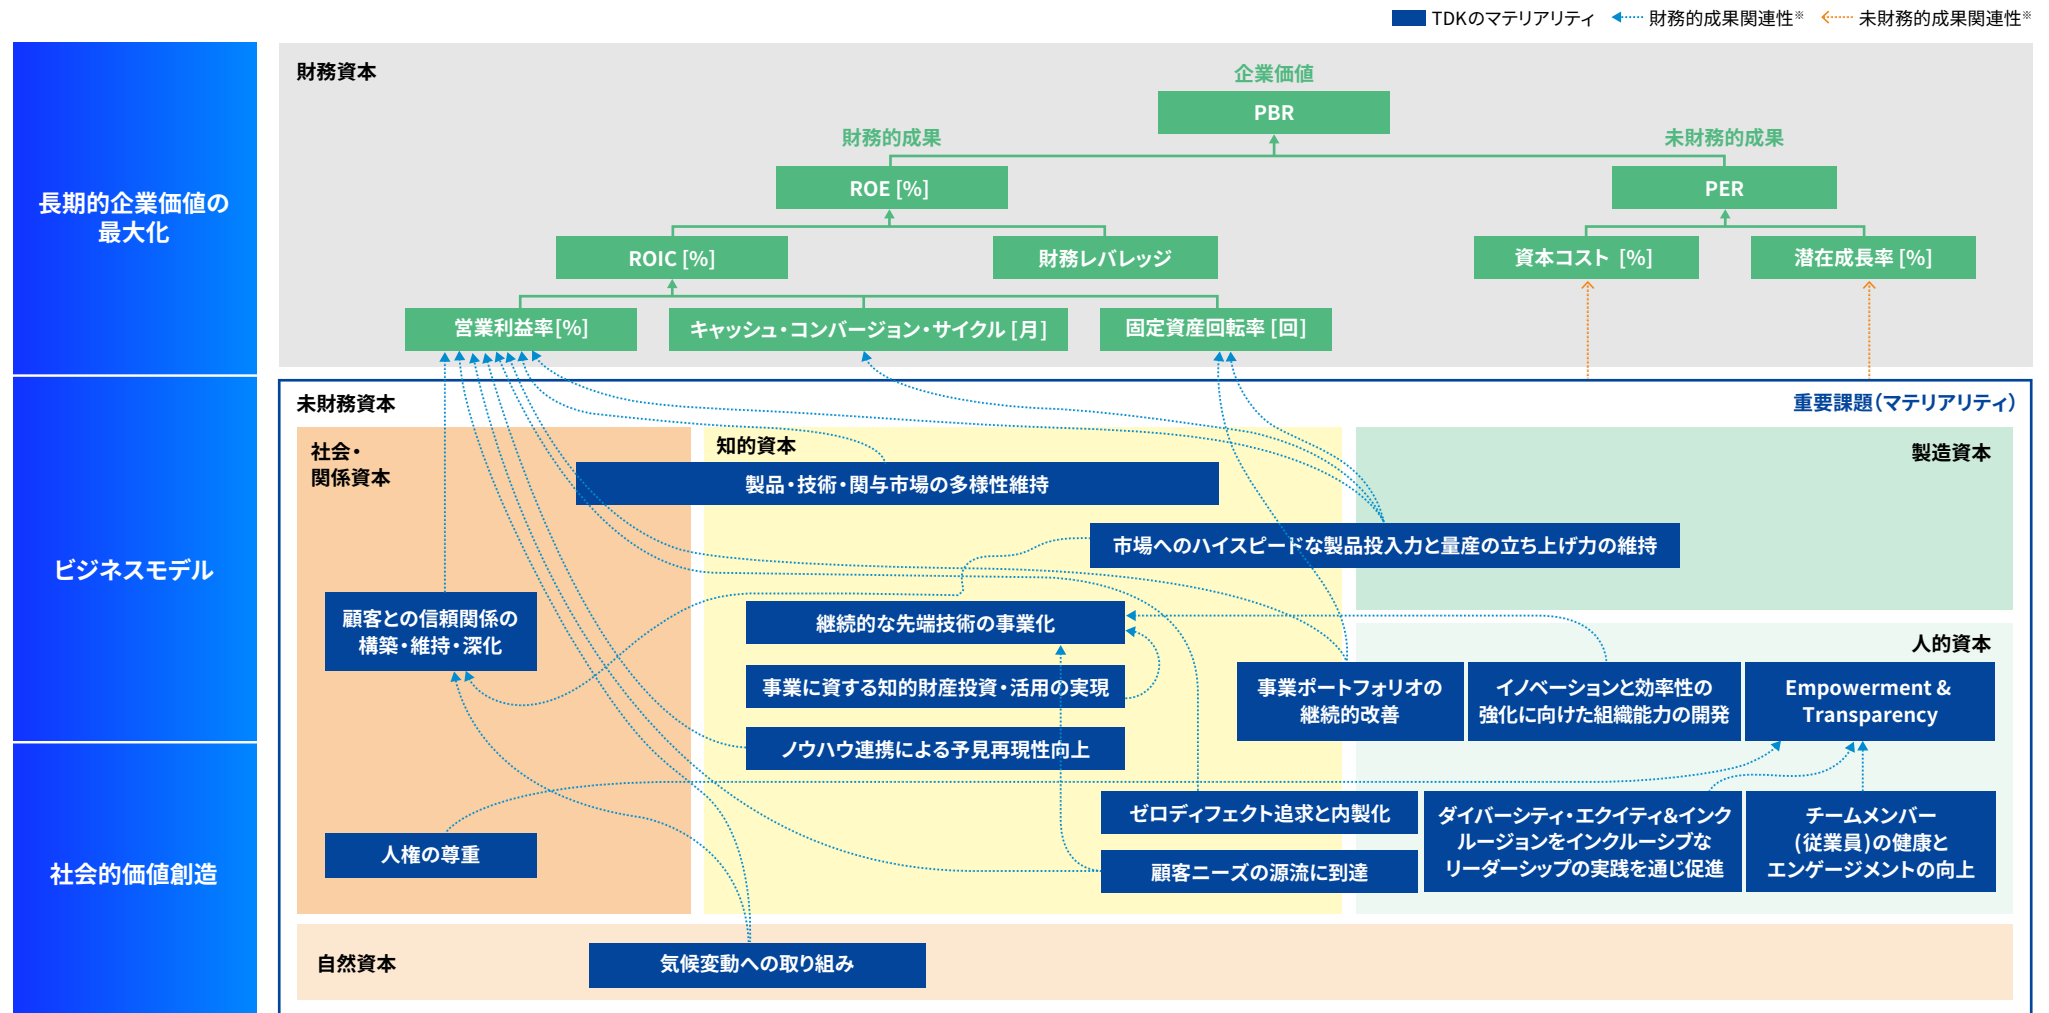 TDKのマテリアリティ
財務的成果関連性※
未財務的成果関連性※
長期的企業価値の
最大化
ビジネスモデル
社会的価値創造
財務資本
企業価値
PBR
財務的成果
未財務的成果
ROE [%]
PER
ROIC [%]
財務レバレッジ
資本コスト [%]
潜在成長率 [%]
営業利益率[%]
キャッシュ・コンバージョン・サイクル [月]
固定資産回転率 [回]
未財務資本
重要課題(マテリアリティ)
社会・
関係資本
知的資本
製造資本
製品・技術・関与市場の多様性維持
市場へのハイスピードな製品投入力と量産の立ち上げ力の維持
顧客との信頼関係の
構築・維持・深化
継続的な先端技術の事業化
人的資本
事業に資する知的財産投資・活用の実現
事業ポートフォリオの
継続的改善
イノベーションと効率性の
強化に向けた組織能力の開発
Empowerment &
Transparency
ノウハウ連携による予見再現性向上
ゼロディフェクト追求と内製化
ダイバーシティ・エクイティ&インク
ルージョンをインクルーシブな
リーダーシップの実践を通じ促進
チームメンバー
(従業員)の健康と
エンゲージメントの向上
人権の尊重
顧客ニーズの源流に到達
自然資本
気候変動への取り組み